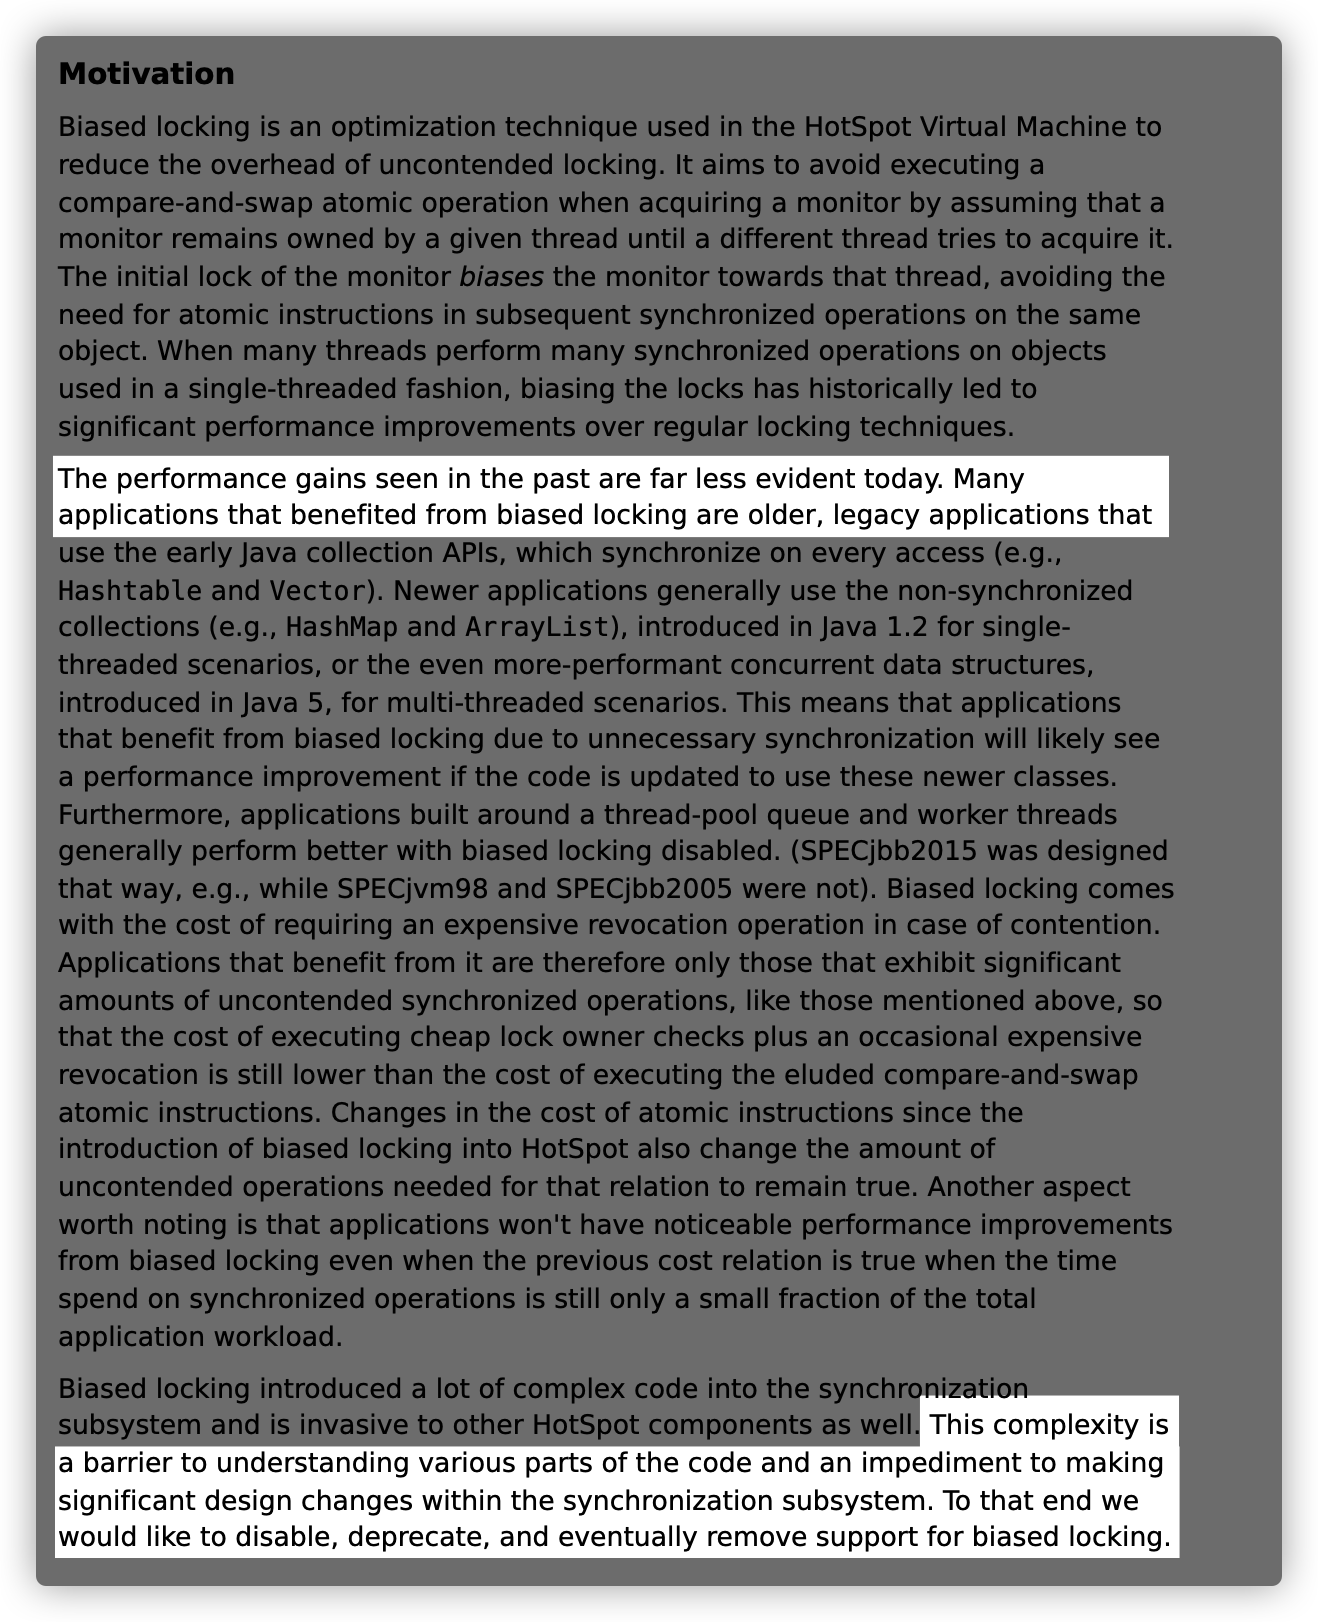 Motivation
Biased locking is an optimization technique used in the HotSpot Virtual Machine to
reduce the overhead of uncontended locking. It aims to avoid executing a
compare-and-swap atomic operation when acquiring a monitor by assuming that a
monitor remains owned by a given thread until a different thread tries to acquire it.
The initial lock of the monitor biases the monitor towards that thread, avoiding the
need for atomic instructions in subsequent synchronized operations on the same
object. When many threads perform many synchronized operations on objects
used in a single-threaded fashion, biasing the locks has historically led to
significant performance improvements over regular locking techniques.
The performance gains seen in the past are far less evident today. Many
applications that benefited from biased locking are older, legacy applications that
use the early Java collection APIs, which synchronize on every access (e.g.,
Hashtable and Vector). Newer applications generally use the non-synchronized
collections (e.g., HashMap and ArrayList), introduced in Java 1.2 for single-
threaded scenarios, or the even more-performant concurrent data structures,
introduced in Java 5, for multi-threaded scenarios. This means that applications
that benefit from biased locking due to unnecessary synchronization will likely see
a performance improvement if the code is updated to use these newer classes.
Furthermore, applications built around a thread-pool queue and worker threads
generally perform better with biased locking disabled. (SPECjbb2015 was designed
that way, e.g., while SPECjvm98 and SPECjbb2005 were not). Biased locking comes
with the cost of requiring an expensive revocation operation in case of contention.
Applications that benefit from it are therefore only those that exhibit significant
amounts of uncontended synchronized operations, like those mentioned above, so
that the cost of executing cheap lock owner checks plus an occasional expensive
revocation is still lower than the cost of executing the eluded compare-and-swap
atomic instructions. Changes in the cost of atomic instructions since the
introduction of biased locking into HotSpot also change the amount of
uncontended operations needed for that relation to remain true. Another aspect
worth noting is that applications won't have noticeable performance improvements
from biased locking even when the previous cost relation is true when the time
spend on synchronized operations is still only a small fraction of the total
application workload.
Biased locking introduced a lot of complex code into the synchronization
subsystem and is invasive to other HotSpot components as well. This complexity is
a barrier to understanding various parts of the code and an impediment to making
significant design changes within the synchronization subsystem. To that end we
would like to disable, deprecate, and eventually remove support for biased locking.